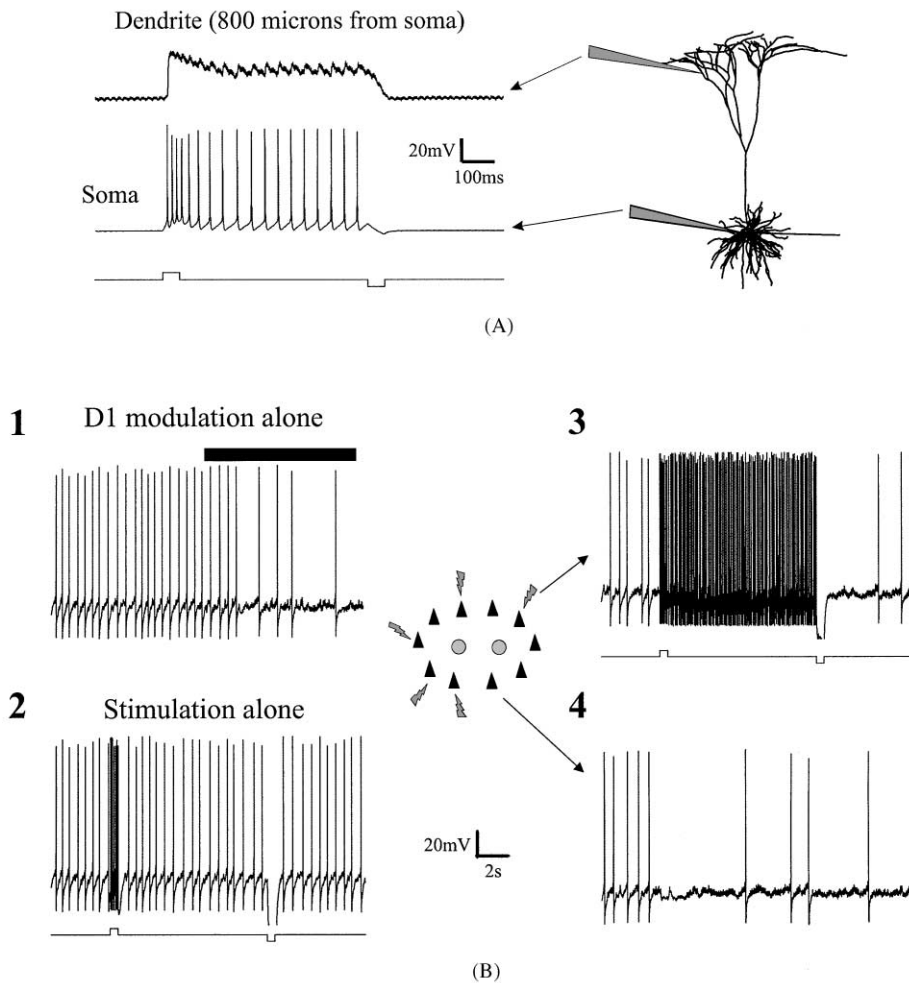 Dendrite (800 microns from soma)
20mV
100ms
Soma
(A)
1
D1 modulation alone
3
2
Stimulation alone
4
20mV
2s
(B)